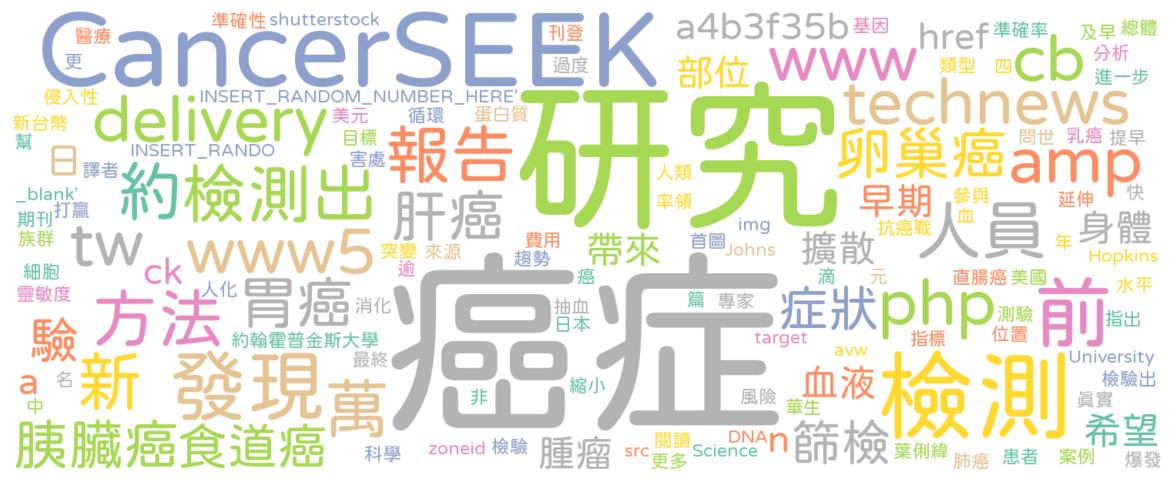 準確性 shutterstock
醫療
更
CancerSEEK
刊登
過度
a4b3f35b 基因
href 準確率 及早 總體
類型 四 分析
cb 進一步
部位 www
侵入性
INSERT_RANDOM_NUMBER_HERE'
美元 循環 蛋白質
delivery
technews
新台幣
幫
INSERT_RANDO
目標
日 譯者
害處
報告
研究
人類
率領
卵巢癌
問世 乳癌 提早
amp
_blank'
打贏
期刊
族群
約 檢測出
肝癌
img
早期 參與 延伸 快
血
抗癌戰
tw www5
突變 來源 費用
趨勢
逾
帶來 首圖
Johns
擴散 人員 年 身體
Hopkins
細胞
靈敏度
ck
人化
方法 胃癌 消化
癌
抽血
日本
篇 專家
滴 元
直腸癌 美國 水平
症狀 php 測驗 前 指出
驗 約翰霍普金斯大學
指標 位置
癌症
target
avw
最終
University
a 名 新 發現 萬
非 縮小
風險 華生
血液 檢測 檢驗出
真實
中
胰臟癌 食道癌
科學 zoneid 檢驗 腫瘤
src 閱讀
更多
DNA
Science
n 篩檢
葉俐緯
肺癌 患者 案例
希望
爆發